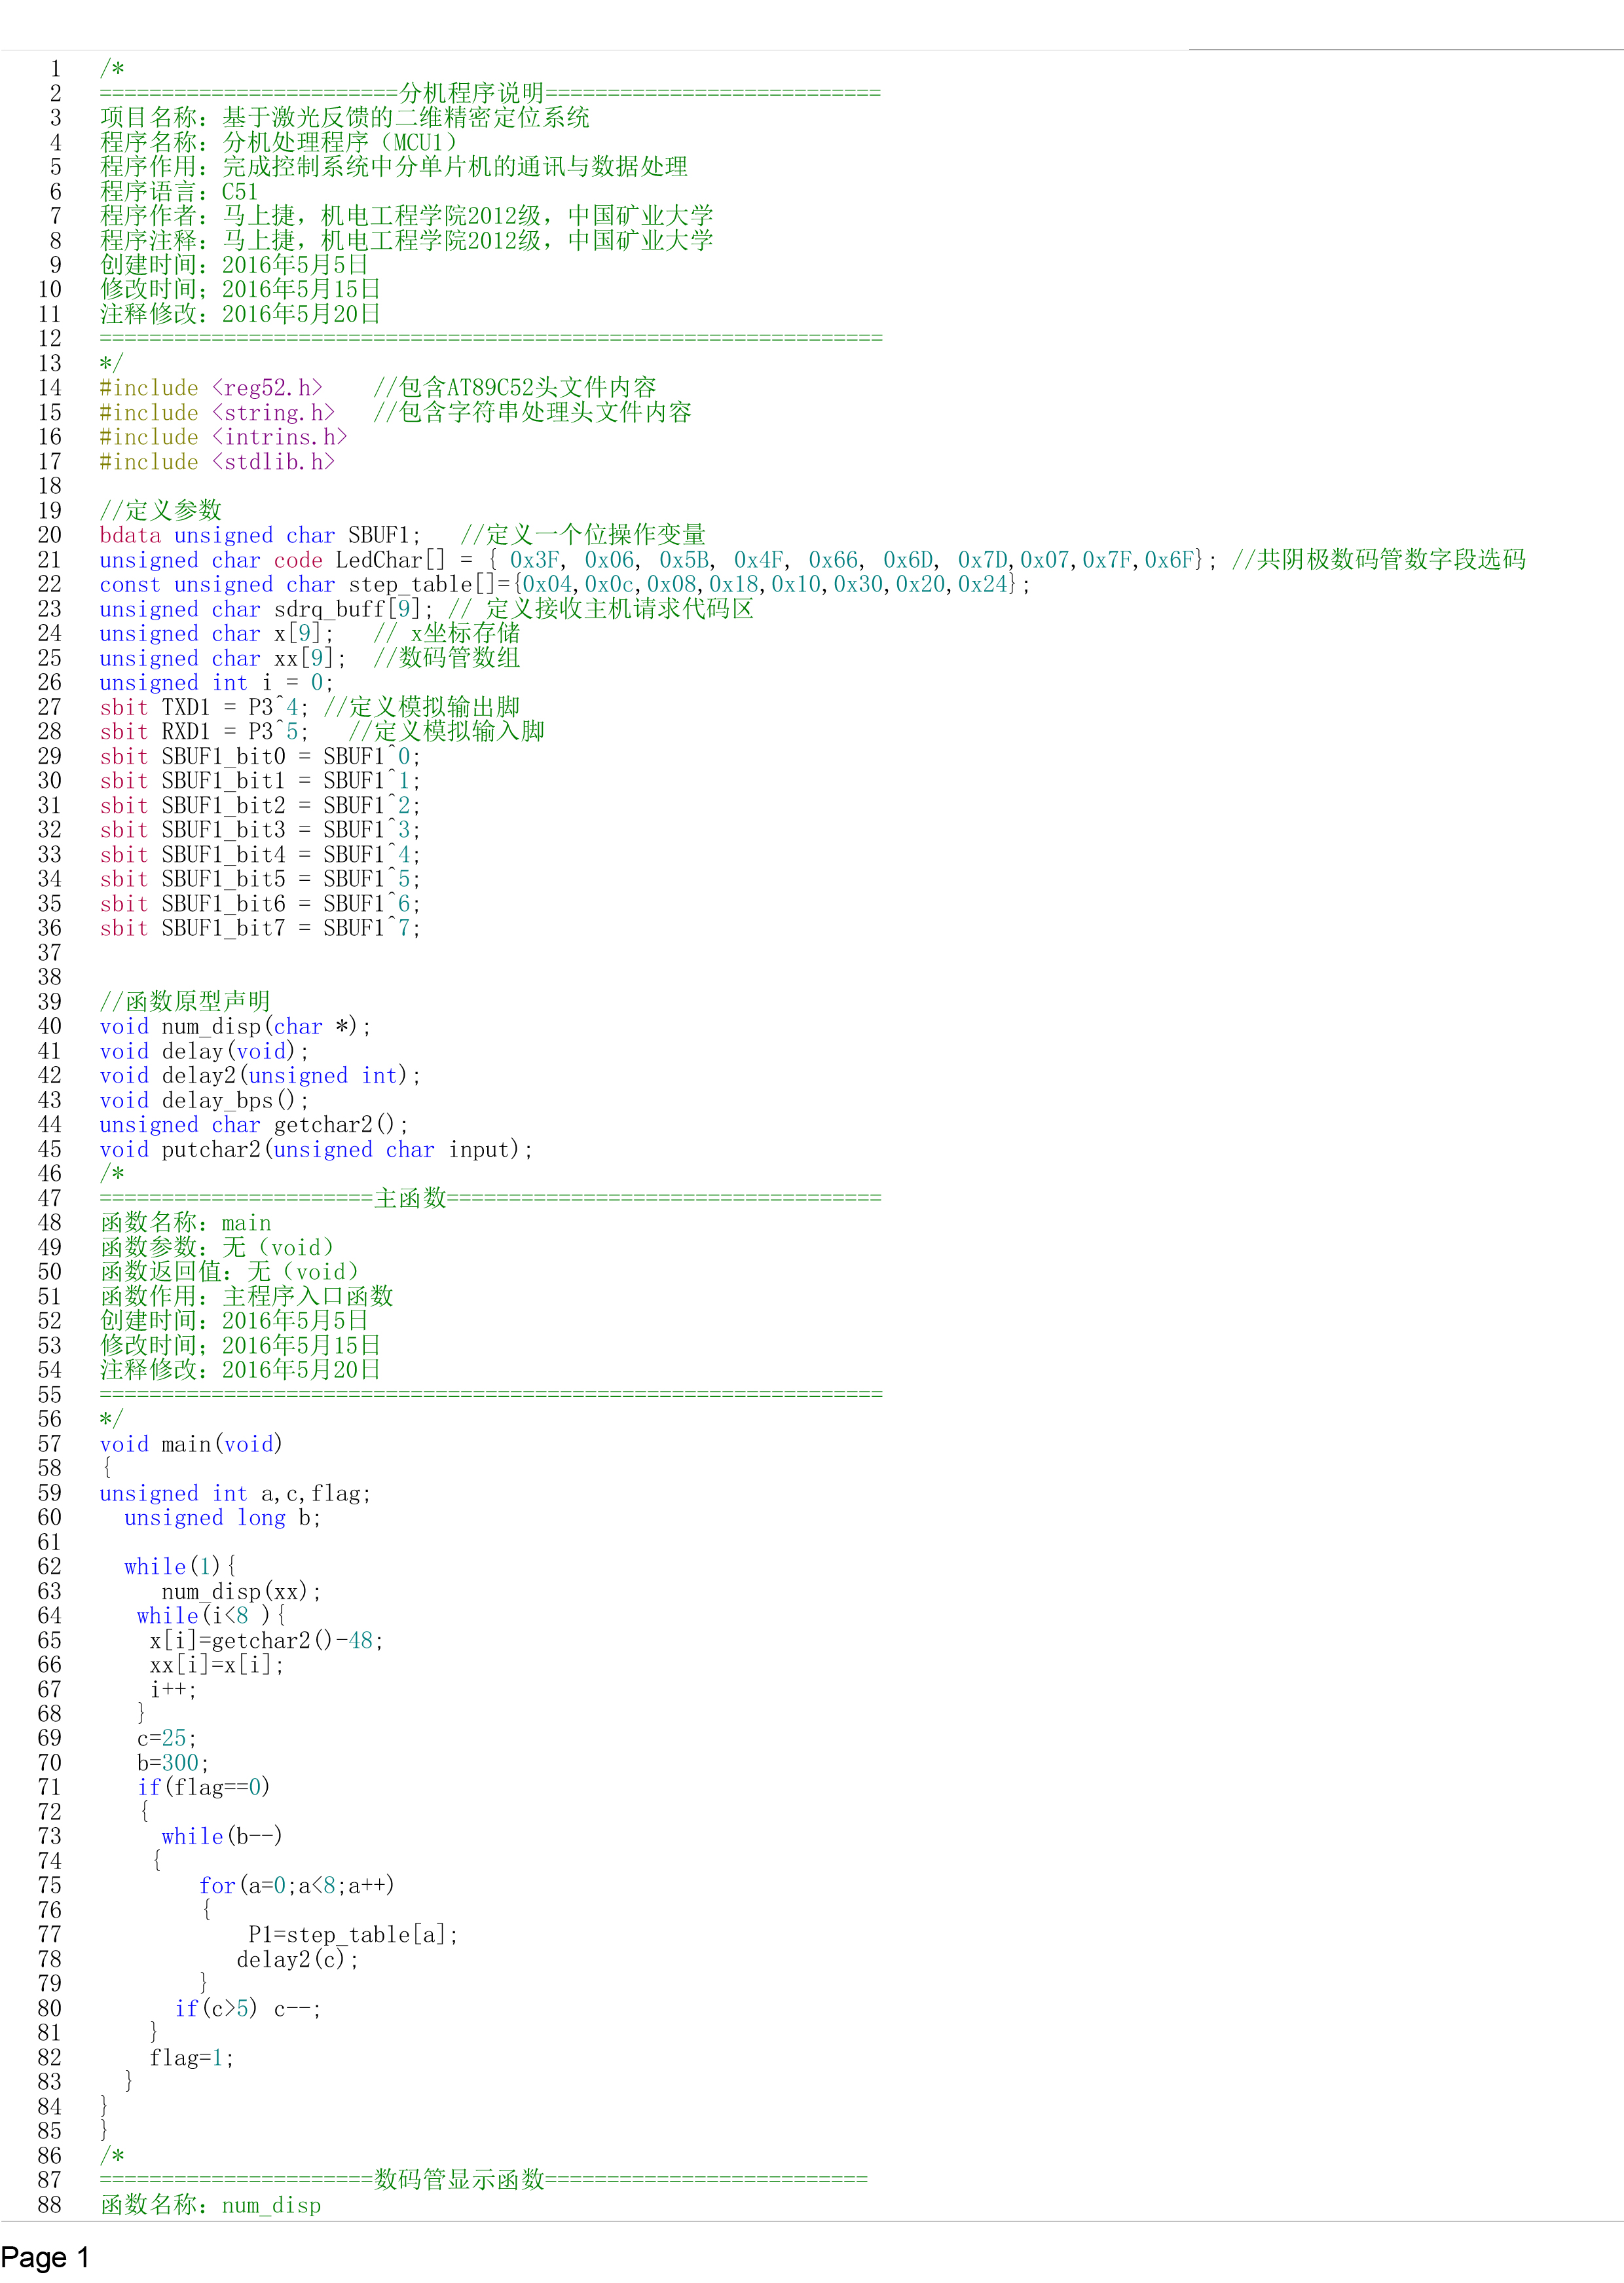 1 /*
2 ========================分机程序说明===========================
3 项目名称：基于激光反馈的二维精密定位系统
4 程序名称：分机处理程序（MCU1）
5 程序作用：完成控制系统中分单片机的通讯与数据处理
6 程序语言：C51
7 程序作者：马上捷，机电工程学院2012级，中国矿业大学
8 程序注释：马上捷，机电工程学院2012级，中国矿业大学
9 创建时间：2016年5月5日
10 修改时间；2016年5月15日
11 注释修改：2016年5月20日
12 ===============================================================
13 */
14 #include <reg52.h>    //包含AT89C52头文件内容
15 #include <string.h>   //包含字符串处理头文件内容
16 #include <intrins.h>
17 #include <stdlib.h>
18
19 //定义参数
20 bdata unsigned char SBUF1;   //定义一个位操作变量
21 unsigned char code LedChar[] = { 0x3F, 0x06, 0x5B, 0x4F, 0x66, 0x6D, 0x7D,0x07,0x7F,0x6F}; //共阴极数码管数字段选码
22 const unsigned char step_table[]={0x04,0x0c,0x08,0x18,0x10,0x30,0x20,0x24};
23 unsigned char sdrq_buff[9]; // 定义接收主机请求代码区
24 unsigned char x[9];   // x坐标存储
25 unsigned char xx[9];  //数码管数组
26 unsigned int i = 0;
27 sbit TXD1 = P3^4; //定义模拟输出脚
28 sbit RXD1 = P3^5;   //定义模拟输入脚
29 sbit SBUF1_bit0 = SBUF1^0;
30 sbit SBUF1_bit1 = SBUF1^1;
31 sbit SBUF1_bit2 = SBUF1^2;
32 sbit SBUF1_bit3 = SBUF1^3;
33 sbit SBUF1_bit4 = SBUF1^4;
34 sbit SBUF1_bit5 = SBUF1^5;
35 sbit SBUF1_bit6 = SBUF1^6;
36 sbit SBUF1_bit7 = SBUF1^7;
37
38
39 //函数原型声明
40 void num_disp(char *);
41 void delay(void);
42 void delay2(unsigned int);
43 void delay_bps();
44 unsigned char getchar2();
45 void putchar2(unsigned char input);
46 /*
47 ======================主函数===================================
48 函数名称：main
49 函数参数：无（void）
50 函数返回值：无（void）
51 函数作用：主程序入口函数
52 创建时间：2016年5月5日
53 修改时间；2016年5月15日
54 注释修改：2016年5月20日
55 ===============================================================
56 */
57 void main(void)
58 {
59 unsigned int a,c,flag;
60   unsigned long b;
61
62   while(1){
63      num_disp(xx);
64    while(i<8 ){
65     x[i]=getchar2()-48;
66     xx[i]=x[i];
67     i++;
68    }
69    c=25;
70    b=300;
71    if(flag==0)
72    {
73      while(b--)
74     {
75         for(a=0;a<8;a++)
76         {
77             P1=step_table[a];
78            delay2(c);
79         }
80       if(c>5) c--;
81     }
82     flag=1;
83   }
84 }
85 }
86 /*
87 ======================数码管显示函数==========================
88 函数名称：num_disp
Page 1